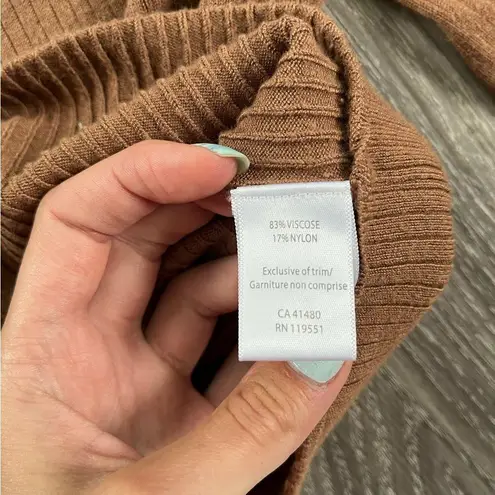 83% VISCOSE
17% NYLON
Exclusive of trim/
Garniture non comprise
CA 41480
RN 119551